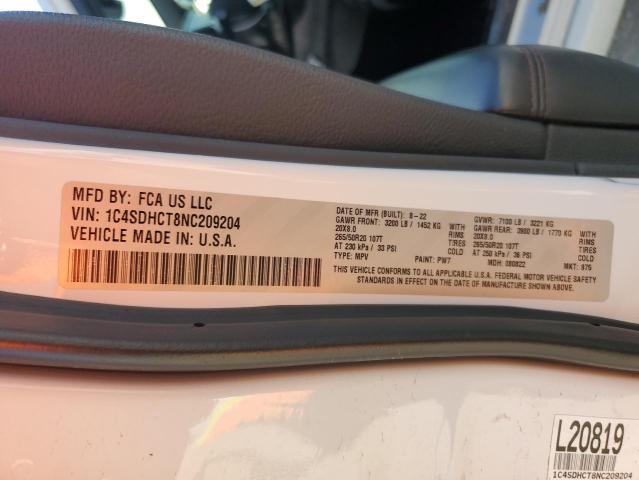 MFD BY: FCA US LLC
VIN: 1C4SDHCT8NC209204
VEHICLE MADE IN: U.S.A.
DATE OF MFR (BUILT): 8-22 GVWR: 7100 LB / 3221 KG
GAWR FRONT: 3200 LB / 1452 KG WITH GAWR REAR: 3900 LB / 1770 KG WITH
20X8.0 RIMS 20X8.0 RIMS
265/50R20 107T TIRES 265/50R20 107T TIRES
AT 230 kPa / 33 PSI COLD AT 250 kPa / 36 PSI COLD
TYPE: MPV PAINT: PW7 MDH: 080822 MKT: 975
THIS VEHICLE CONFORMS TO ALL APPLICABLE U.S.A. FEDERAL MOTOR VEHICLE SAFETY
STANDARDS IN EFFECT ON THE DATE OF MANUFACTURE SHOWN ABOVE.
L20819
1C4SDHCT8NC209204